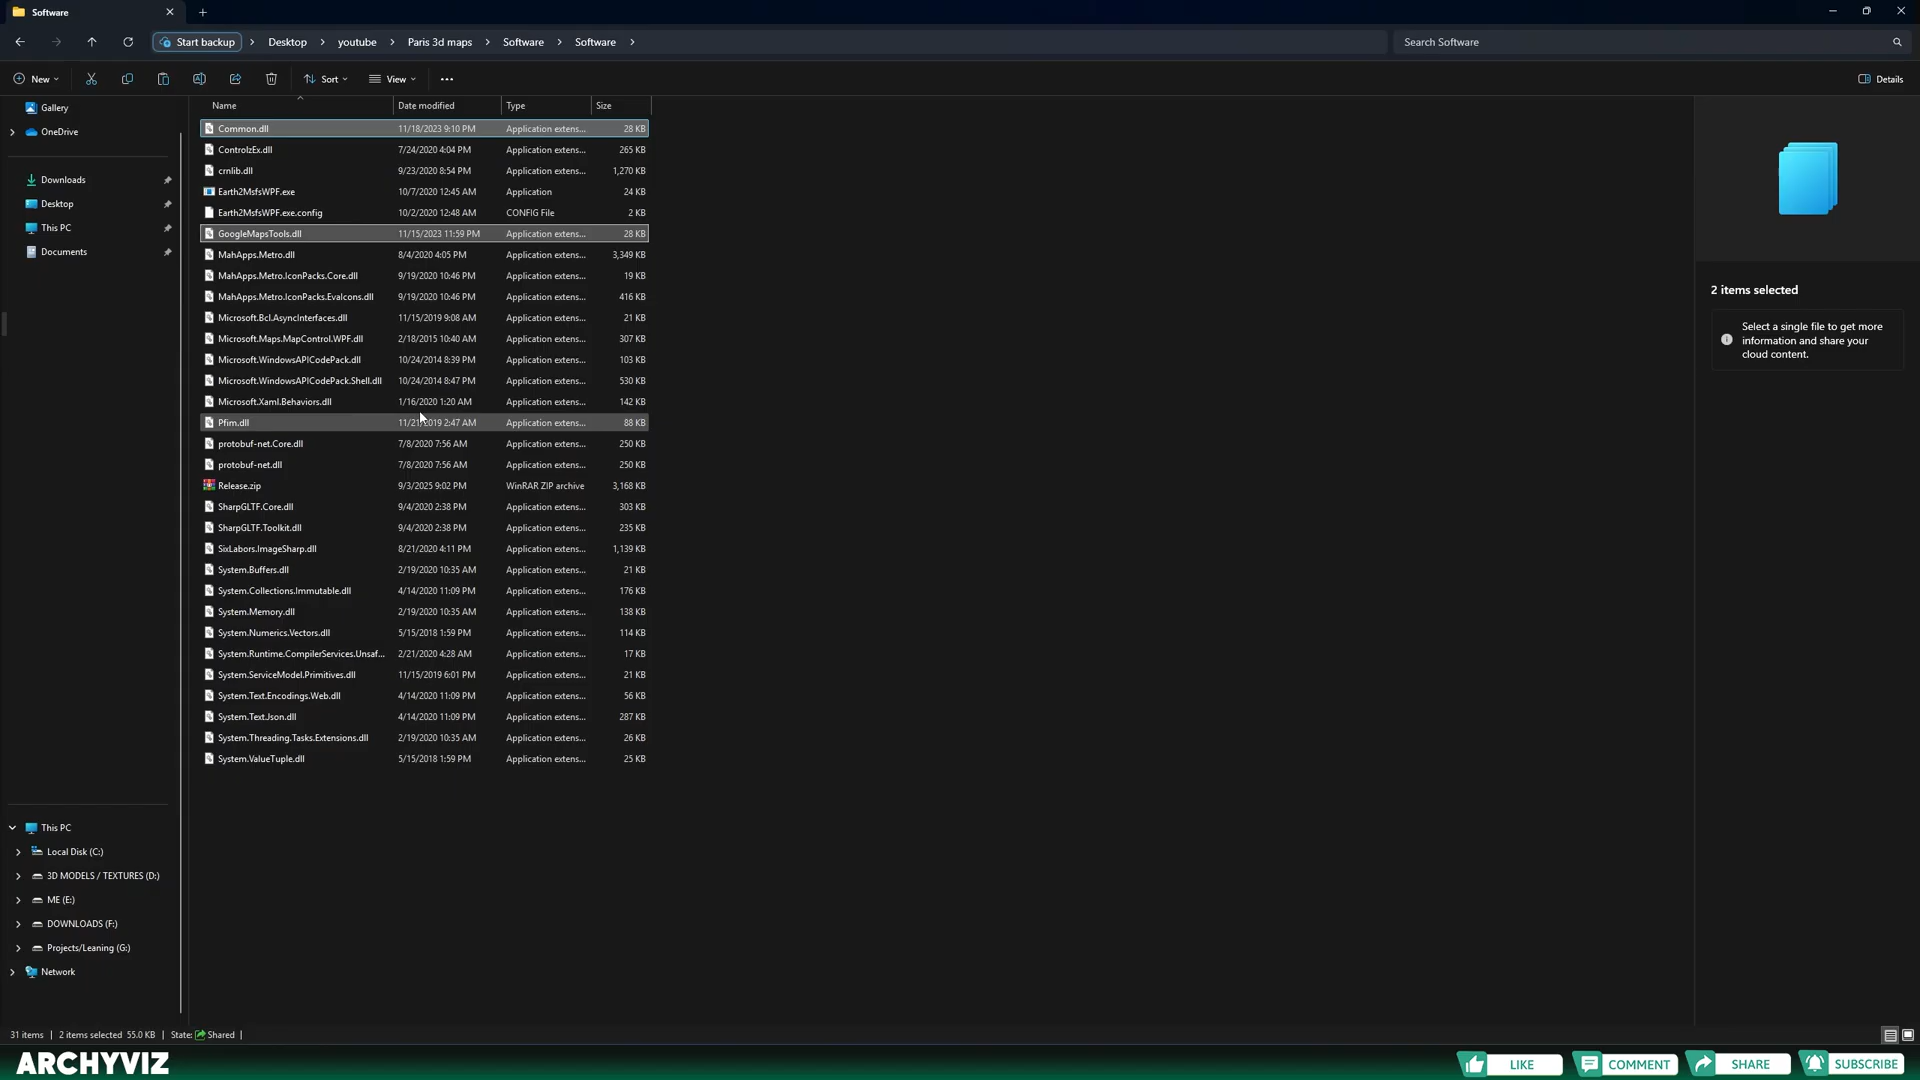 Software
Start backup
Desktop
youtube
Paris 3d maps
Software
Software
Search Software
New
Sort
View
Details
Gallery
OneDrive
Downloads
Desktop
This PC
Documents
Name Date modified Type Size
Common.dll 11/18/2023 9:10 PM Application extens... 28 KB
ControlzEx.dll 7/24/2020 4:04 PM Application extens... 265 KB
crnlib.dll 9/23/2020 8:54 PM Application extens... 1,270 KB
Earth2MsfsWPF.exe 10/7/2020 12:45 AM Application 24 KB
Earth2MsfsWPF.exe.config 10/2/2020 12:48 AM CONFIG File 2 KB
GoogleMapsTools.dll 11/15/2023 11:59 PM Application extens... 28 KB
MahApps.Metro.dll 8/4/2020 4:05 PM Application extens... 3,349 KB
MahApps.Metro.IconPacks.Core.dll 9/19/2020 10:46 PM Application extens... 19 KB
MahApps.Metro.IconPacks.EvaIcons.dll 9/19/2020 10:46 PM Application extens... 416 KB
Microsoft.Bcl.AsyncInterfaces.dll 11/15/2019 9:08 AM Application extens... 21 KB
Microsoft.Maps.MapControl.WPF.dll 2/18/2015 10:40 AM Application extens... 307 KB
Microsoft.WindowsAPICodePack.dll 10/24/2014 8:39 PM Application extens... 103 KB
Microsoft.WindowsAPICodePack.Shell.dll 10/24/2014 8:47 PM Application extens... 530 KB
Microsoft.Xaml.Behaviors.dll 1/16/2020 1:20 AM Application extens... 142 KB
Pfim.dll 11/21/2019 2:47 AM Application extens... 88 KB
protobuf-net.Core.dll 7/8/2020 7:56 AM Application extens... 250 KB
protobuf-net.dll 7/8/2020 7:56 AM Application extens... 250 KB
Release.zip 9/3/2025 9:02 PM WinRAR ZIP archive 3,168 KB
SharpGLTF.Core.dll 9/4/2020 2:38 PM Application extens... 303 KB
SharpGLTF.Toolkit.dll 9/4/2020 2:38 PM Application extens... 235 KB
SixLabors.ImageSharp.dll 8/21/2020 4:11 PM Application extens... 1,139 KB
System.Buffers.dll 2/19/2020 10:35 AM Application extens... 21 KB
System.Collections.Immutable.dll 4/14/2020 11:09 PM Application extens... 176 KB
System.Memory.dll 2/19/2020 10:35 AM Application extens... 138 KB
System.Numerics.Vectors.dll 5/15/2018 1:59 PM Application extens... 114 KB
System.Runtime.CompilerServices.Unsaf... 2/21/2020 4:28 AM Application extens... 17 KB
System.ServiceModel.Primitives.dll 11/15/2019 6:01 PM Application extens... 21 KB
System.Text.Encodings.Web.dll 4/14/2020 11:09 PM Application extens... 56 KB
System.Text.Json.dll 4/14/2020 11:09 PM Application extens... 287 KB
System.Threading.Tasks.Extensions.dll 2/19/2020 10:35 AM Application extens... 26 KB
System.ValueTuple.dll 5/15/2018 1:59 PM Application extens... 25 KB
2 items selected
Select a single file to get more
information and share your
cloud content.
This PC
Local Disk (C:)
3D MODELS / TEXTURES (D:)
ME (E:)
DOWNLOADS (F:)
Projects/Leaning (G:)
Network
31 items | 2 items selected 55.0 KB | State: Shared |
ARCHYVIZ
LIKE
COMMENT
SHARE
SUBSCRIBE